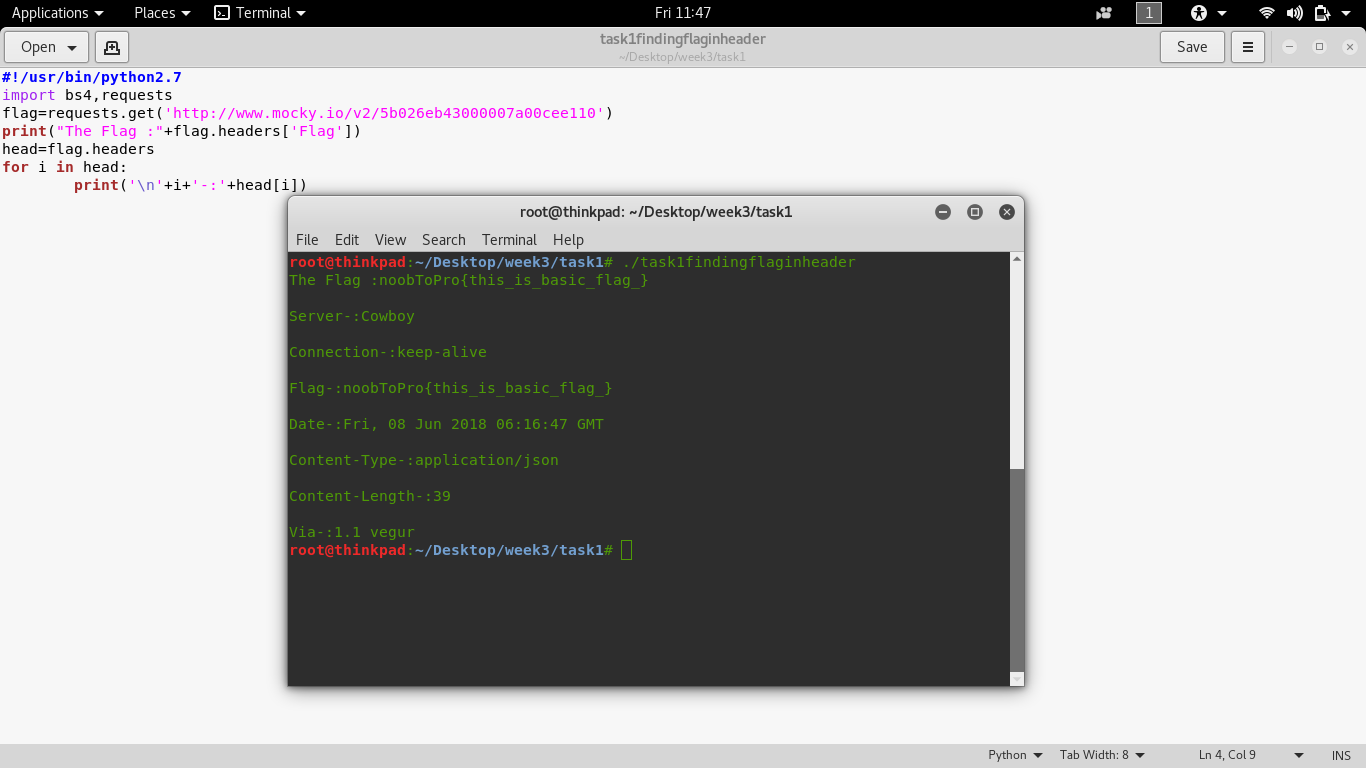 Applications Places Terminal Fri 11:47 1
Open task1findingflaginheader Save
~/Desktop/week3/task1
#!/usr/bin/python2.7
import bs4,requests
flag=requests.get('http://www.mocky.io/v2/5b026eb43000007a00cee110')
print("The Flag :"+flag.headers['Flag'])
head=flag.headers
for i in head:
        print('\n'+i+'-:'+head[i])
root@thinkpad: ~/Desktop/week3/task1
File Edit View Search Terminal Help
root@thinkpad:~/Desktop/week3/task1# ./task1findingflaginheader
The Flag :noobToPro{this_is_basic_flag_}
Server-:Cowboy
Connection-:keep-alive
Flag-:noobToPro{this_is_basic_flag_}
Date-:Fri, 08 Jun 2018 06:16:47 GMT
Content-Type-:application/json
Content-Length-:39
Via-:1.1 vegur
root@thinkpad:~/Desktop/week3/task1#
Python Tab Width: 8 Ln 4, Col 9 INS